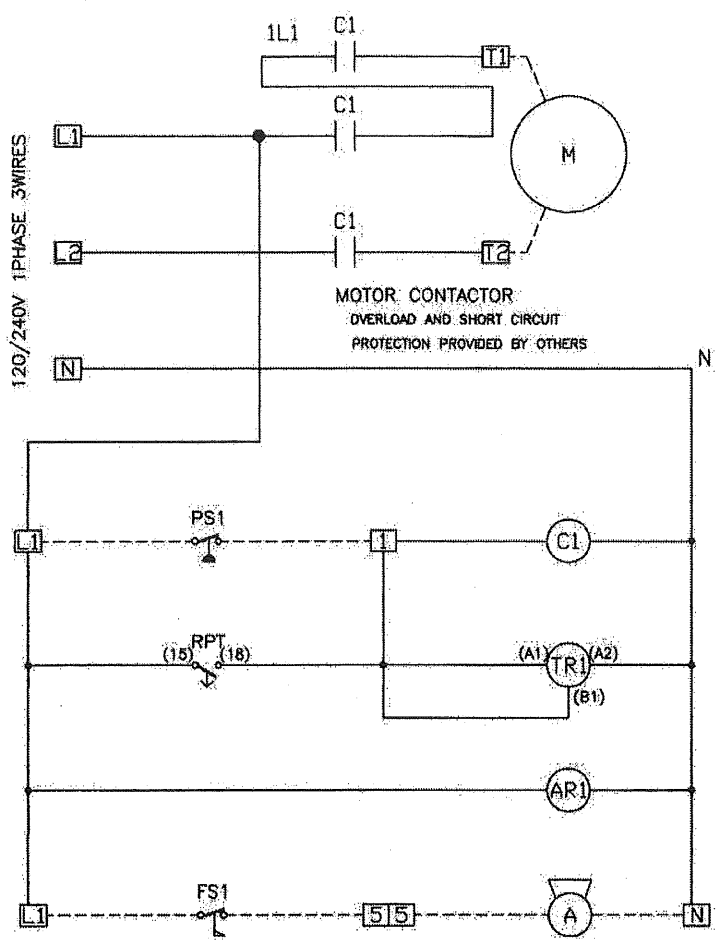 1L1
C1
T1
C1
L1
M
120/240V 1PHASE 3WIRES
C1
L2
T2
MOTOR CONTACTOR
OVERLOAD AND SHORT CIRCUIT
PROTECTION PROVIDED BY OTHERS
N
N
PS1
L1
1
C1
RPT
(15)
(18)
(A1)
TR1
(A2)
(B1)
AR1
FS1
L1
5
5
A
N